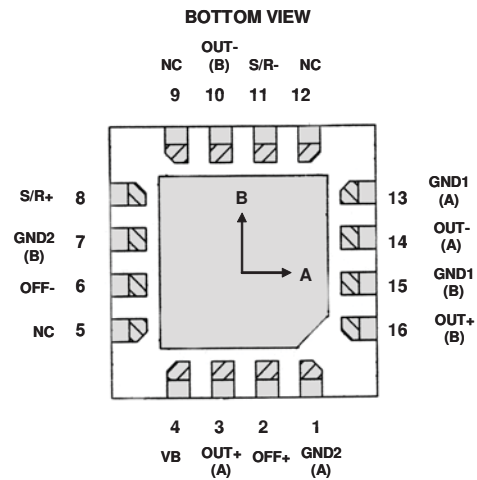 BOTTOM VIEW
OUT-
NC (B) S/R- NC
9 10 11 12
S/R+ 8
GND2 7
(B)
OFF- 6
NC 5
B
A
13 GND1
(A)
14 OUT-
(A)
15 GND1
(B)
16 OUT+
(B)
4 3 2 1
VB OUT+ OFF+ GND2
(A) (A)